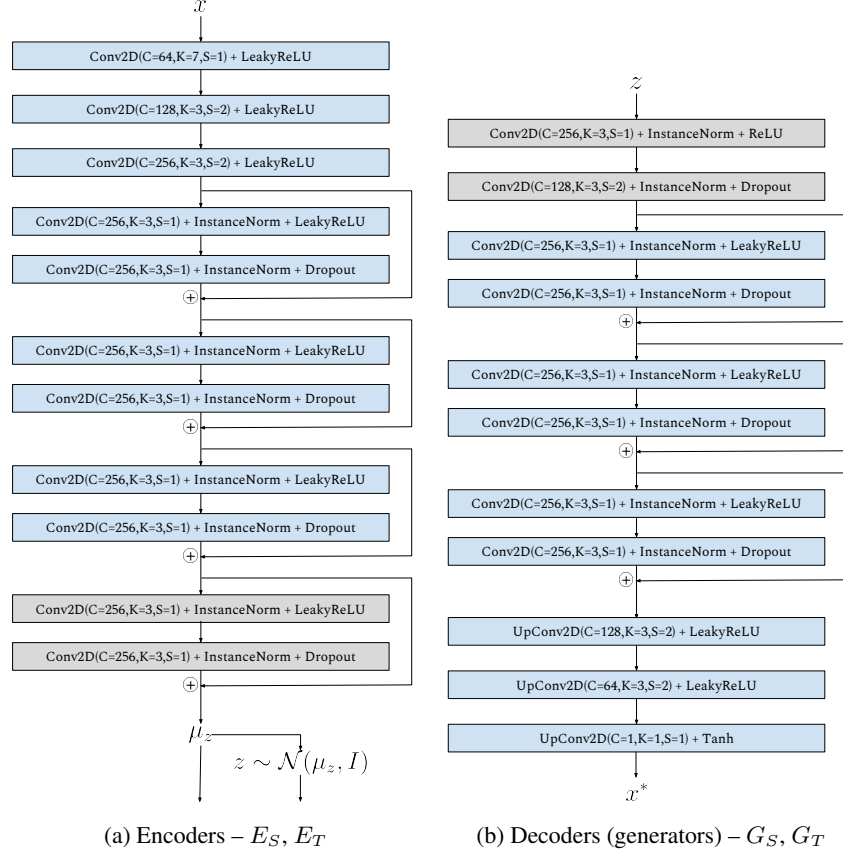 x
Conv2D(C=64,K=7,S=1) + LeakyReLU
Conv2D(C=128,K=3,S=2) + LeakyReLU
Conv2D(C=256,K=3,S=2) + LeakyReLU
Conv2D(C=256,K=3,S=1) + InstanceNorm + LeakyReLU
Conv2D(C=256,K=3,S=1) + InstanceNorm + Dropout
+
Conv2D(C=256,K=3,S=1) + InstanceNorm + LeakyReLU
Conv2D(C=256,K=3,S=1) + InstanceNorm + Dropout
+
Conv2D(C=256,K=3,S=1) + InstanceNorm + LeakyReLU
Conv2D(C=256,K=3,S=1) + InstanceNorm + Dropout
+
Conv2D(C=256,K=3,S=1) + InstanceNorm + LeakyReLU
Conv2D(C=256,K=3,S=1) + InstanceNorm + Dropout
+
μ_z
z ∼ 𝒩(μ_z, I)
(a) Encoders – E_S, E_T
z
Conv2D(C=256,K=3,S=1) + InstanceNorm + ReLU
Conv2D(C=128,K=3,S=2) + InstanceNorm + Dropout
Conv2D(C=256,K=3,S=1) + InstanceNorm + LeakyReLU
Conv2D(C=256,K=3,S=1) + InstanceNorm + Dropout
+
Conv2D(C=256,K=3,S=1) + InstanceNorm + LeakyReLU
Conv2D(C=256,K=3,S=1) + InstanceNorm + Dropout
+
Conv2D(C=256,K=3,S=1) + InstanceNorm + LeakyReLU
Conv2D(C=256,K=3,S=1) + InstanceNorm + Dropout
+
UpConv2D(C=128,K=3,S=2) + LeakyReLU
UpConv2D(C=64,K=3,S=2) + LeakyReLU
UpConv2D(C=1,K=1,S=1) + Tanh
x*
(b) Decoders (generators) – G_S, G_T